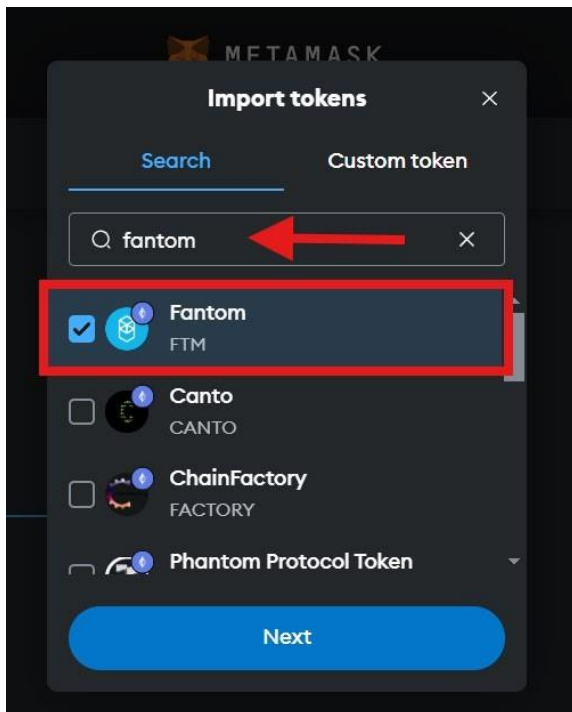 METAMASK
Import tokens
Search Custom token
fantom
Fantom
FTM
Canto
CANTO
ChainFactory
FACTORY
Phantom Protocol Token
Next